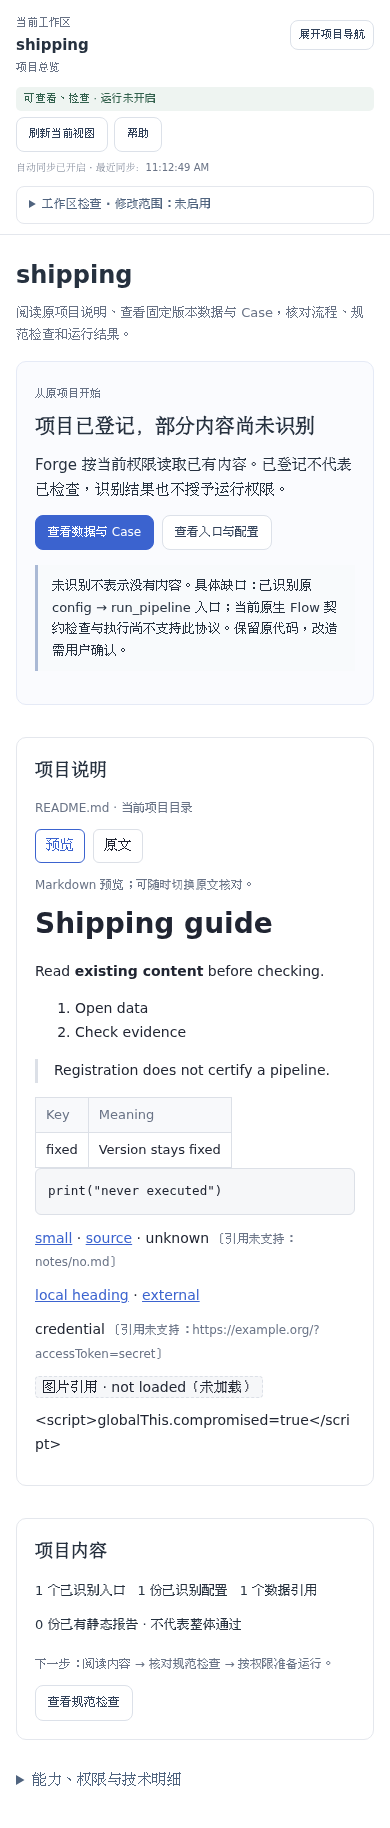 当前工作区
shipping
项目总览
展开项目导航
可查看、检查 · 运行未开启
刷新当前视图
帮助
自动同步已开启 · 最近同步：11:12:49 AM
▶ 工作区检查 · 修改范围：未启用
shipping
阅读原项目说明、查看固定版本数据与 Case，核对流程、规
范检查和运行结果。
从原项目开始
项目已登记，部分内容尚未识别
Forge 按当前权限读取已有内容。已登记不代表
已检查，识别结果也不授予运行权限。
查看数据与 Case
查看入口与配置
未识别不表示没有内容。具体缺口：已识别原
config → run_pipeline 入口；当前原生 Flow 契
约检查与执行尚不支持此协议。保留原代码，改造
需用户确认。
项目说明
README.md · 当前项目目录
预览
原文
Markdown 预览；可随时切换原文核对。
Shipping guide
Read existing content before checking.
1. Open data
2. Check evidence
Registration does not certify a pipeline.
Key Meaning
fixed Version stays fixed
print("never executed")
small · source · unknown〔引用未支持：
notes/no.md〕
local heading · external
credential〔引用未支持：https://example.org/?
accessToken=secret〕
图片引用 · not loaded（未加载）
<script>globalThis.compromised=true</scri
pt>
项目内容
1 个已识别入口 1 份已识别配置 1 个数据引用
0 份已有静态报告 · 不代表整体通过
下一步：阅读内容 → 核对规范检查 → 按权限准备运行。
查看规范检查
▶ 能力、权限与技术明细